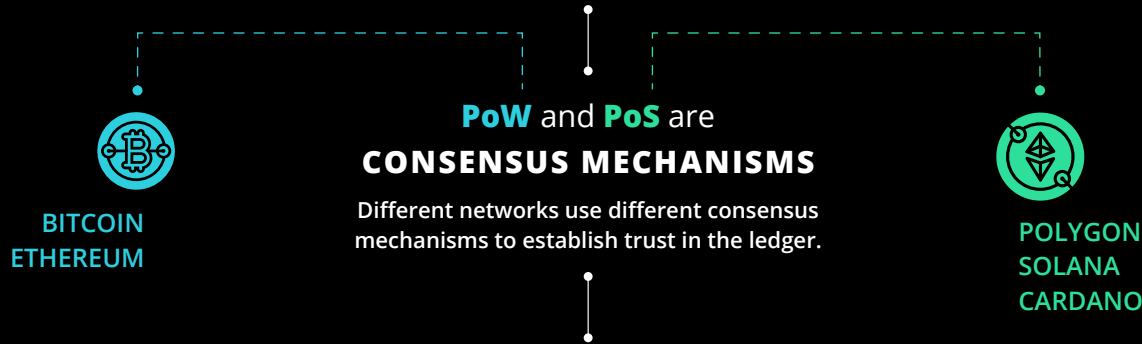 PoW and PoS are
CONSENSUS MECHANISMS
Different networks use different consensus
mechanisms to establish trust in the ledger.
BITCOIN
ETHEREUM
POLYGON
SOLANA
CARDANO